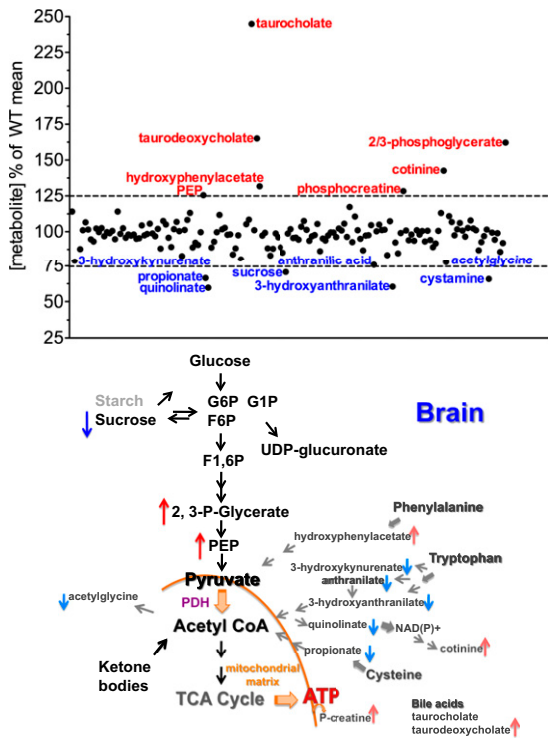 [metabolite] % of WT mean
250
225
200
175
150
125
100
75
50
25
taurocholate
taurodeoxycholate
2/3-phosphoglycerate
hydroxyphenylacetate
cotinine
PEP
phosphocreatine
3-hydroxykynurenate
anthranilic acid
acetylglycine
propionate
sucrose
cystamine
quinolinate
3-hydroxyanthranilate
Glucose
Brain
Starch
G6P G1P
Sucrose
F6P
UDP-glucuronate
F1,6P
2, 3-P-Glycerate
Phenylalanine
hydroxyphenylacetate
PEP
Tryptophan
3-hydroxykynurenate
Pyruvate
anthranilate
acetylglycine
PDH
3-hydroxyanthranilate
Acetyl CoA
quinolinate
NAD(P)+
cotinine
propionate
Ketone
bodies
mitochondrial
matrix
Cysteine
TCA Cycle
ATP
P-creatine
Bile acids
taurocholate
taurodeoxycholate